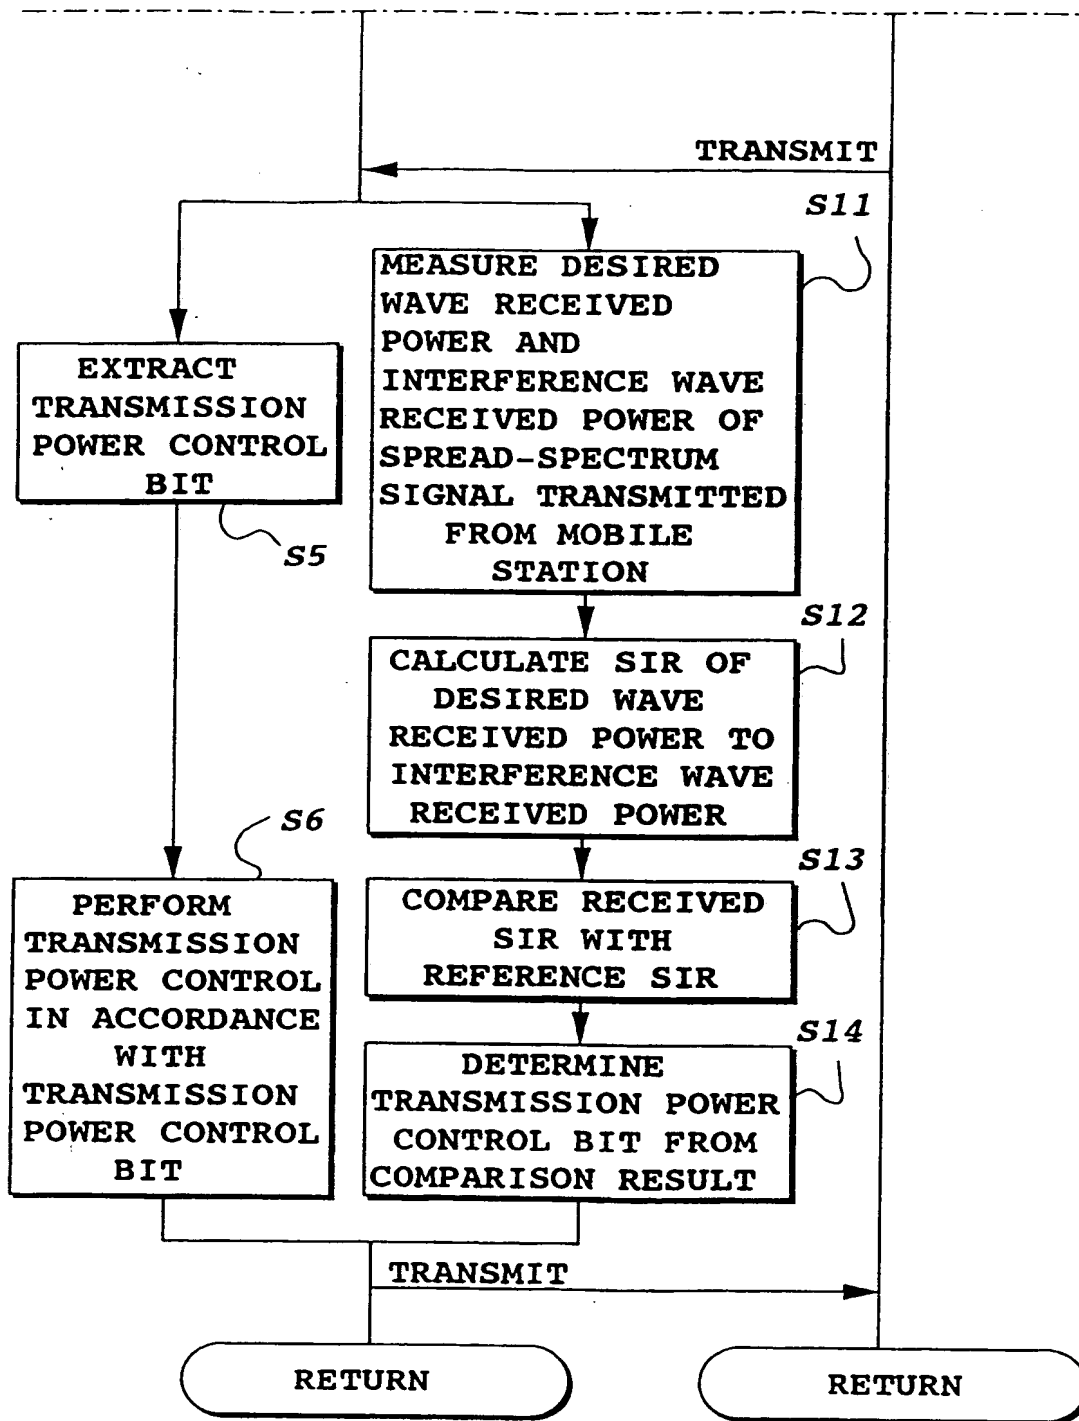 TRANSMIT
S11
MEASURE DESIRED
WAVE RECEIVED
POWER AND
INTERFERENCE WAVE
RECEIVED POWER OF
SPREAD-SPECTRUM
SIGNAL TRANSMITTED
FROM MOBILE
STATION
EXTRACT
TRANSMISSION
POWER CONTROL
BIT
S5
S12
CALCULATE SIR OF
DESIRED WAVE
RECEIVED POWER TO
INTERFERENCE WAVE
RECEIVED POWER
S6
PERFORM
TRANSMISSION
POWER CONTROL
IN ACCORDANCE
WITH
TRANSMISSION
POWER CONTROL
BIT
S13
COMPARE RECEIVED
SIR WITH
REFERENCE SIR
S14
DETERMINE
TRANSMISSION POWER
CONTROL BIT FROM
COMPARISON RESULT
TRANSMIT
RETURN
RETURN